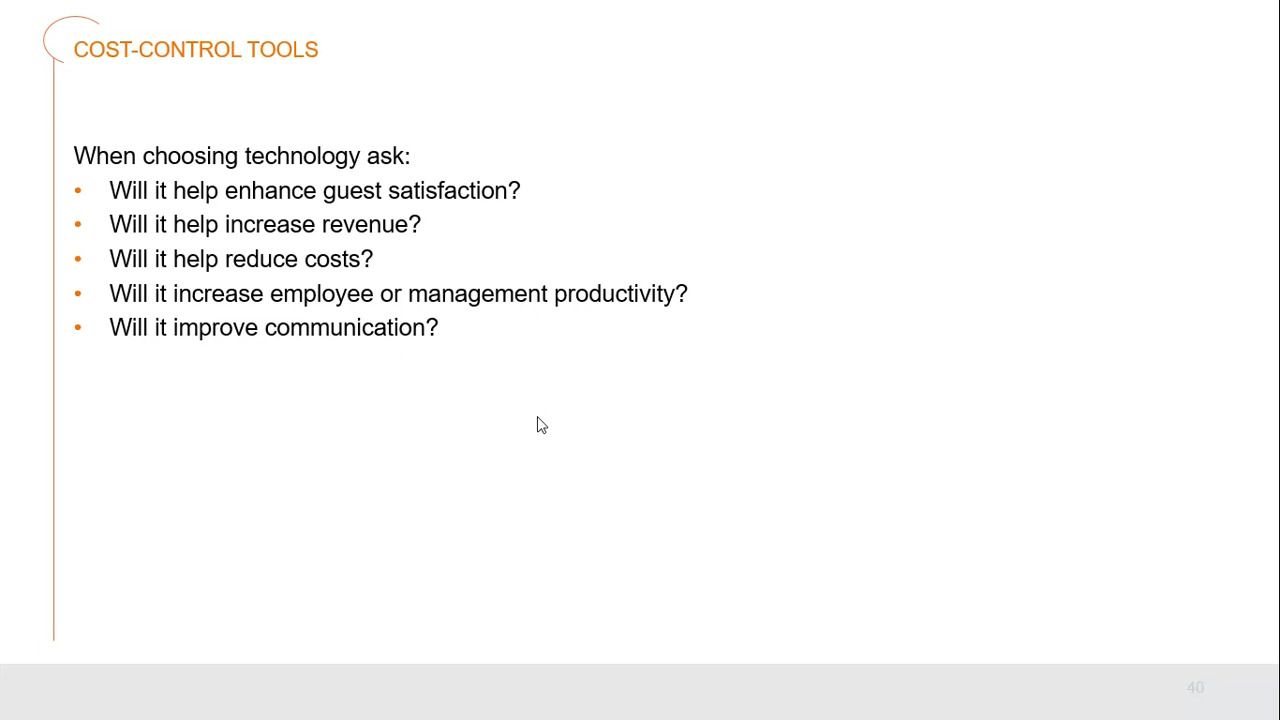 COST-CONTROL TOOLS
When choosing technology ask:
• Will it help enhance guest satisfaction?
• Will it help increase revenue?
• Will it help reduce costs?
• Will it increase employee or management productivity?
• Will it improve communication?
40